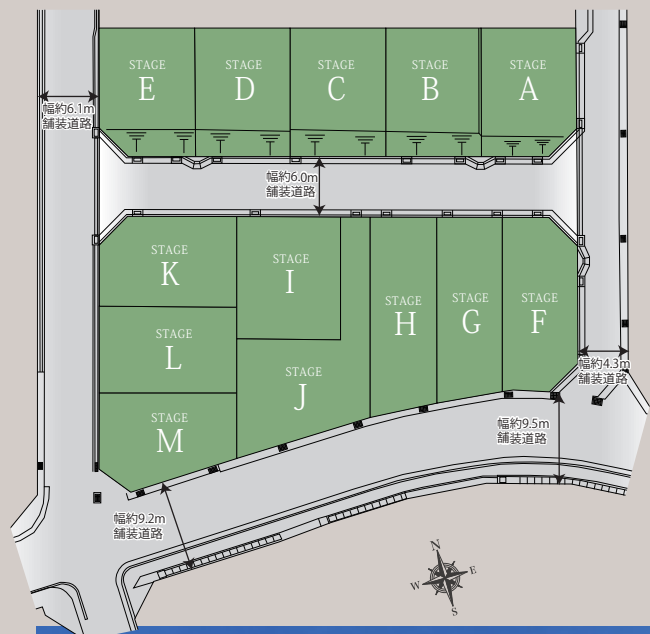 STAGE
E
STAGE
D
STAGE
C
STAGE
B
STAGE
A
幅約6.1m
舗装道路
幅約6.0m
舗装道路
STAGE
K
STAGE
I
STAGE
H
STAGE
G
STAGE
F
STAGE
L
STAGE
J
STAGE
M
幅約4.3m
舗装道路
幅約9.5m
舗装道路
幅約9.2m
舗装道路
N
W
E
S